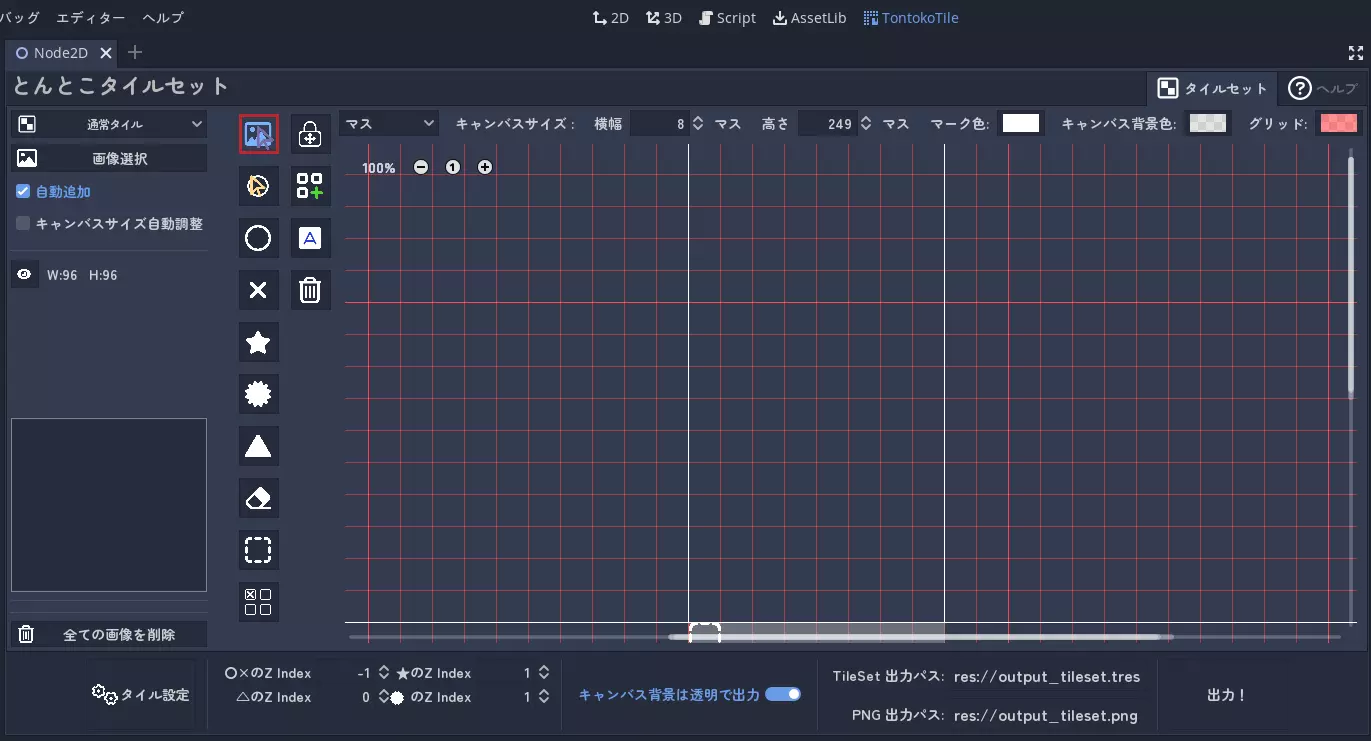 バッグ エディター ヘルプ 2D 3D Script AssetLib TontokoTile
Node2D
とんとこタイルセット タイルセット ヘルプ
通常タイル マス キャンバスサイズ: 横幅 8 マス 高さ 249 マス マーク色: キャンバス背景色: グリッド:
画像選択 100% 1
自動追加
キャンバスサイズ自動調整
A
W:96 H:96
全ての画像を削除
タイル設定
○×のZ Index -1 ★のZ Index 1
△のZ Index 0 のZ Index 1
キャンバス背景は透明で出力
TileSet 出力パス: res://output_tileset.tres
PNG 出力パス: res://output_tileset.png
出力！